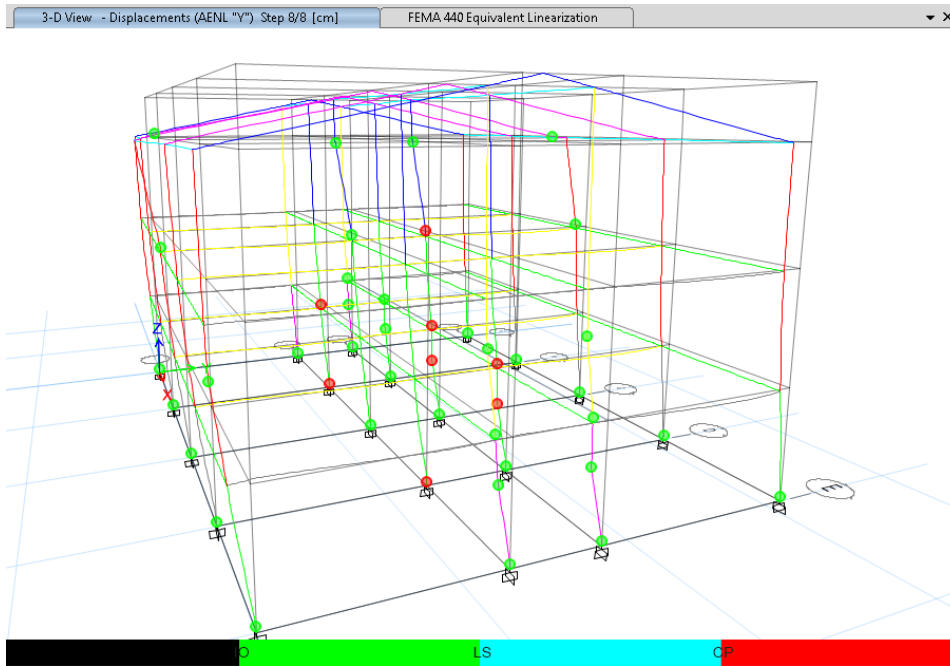 3-D View - Displacements (AENL "Y") Step 8/8 [cm]
FEMA 440 Equivalent Linearization
Z
Y
X
E
IO
LS
CP